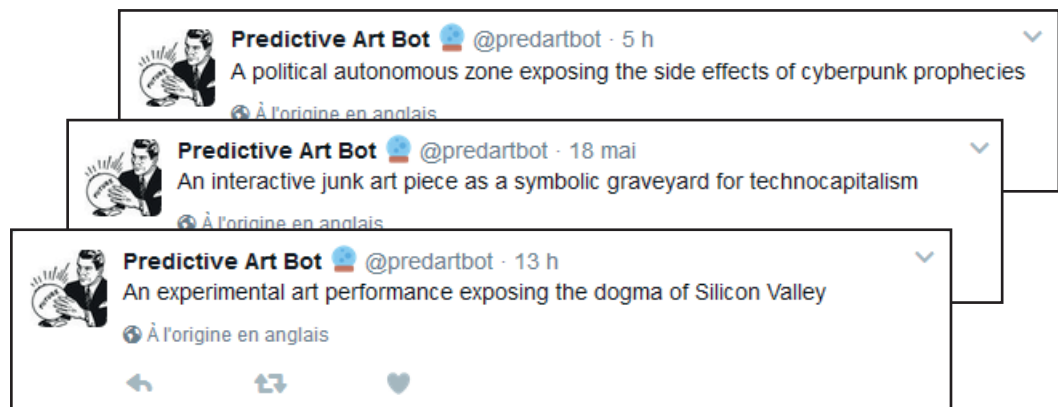 Predictive Art Bot @predartbot · 5 h
A political autonomous zone exposing the side effects of cyberpunk prophecies
À l'origine en anglais
Predictive Art Bot @predartbot · 18 mai
An interactive junk art piece as a symbolic graveyard for technocapitalism
À l'origine en anglais
Predictive Art Bot @predartbot · 13 h
An experimental art performance exposing the dogma of Silicon Valley
FUTURE
À l'origine en anglais